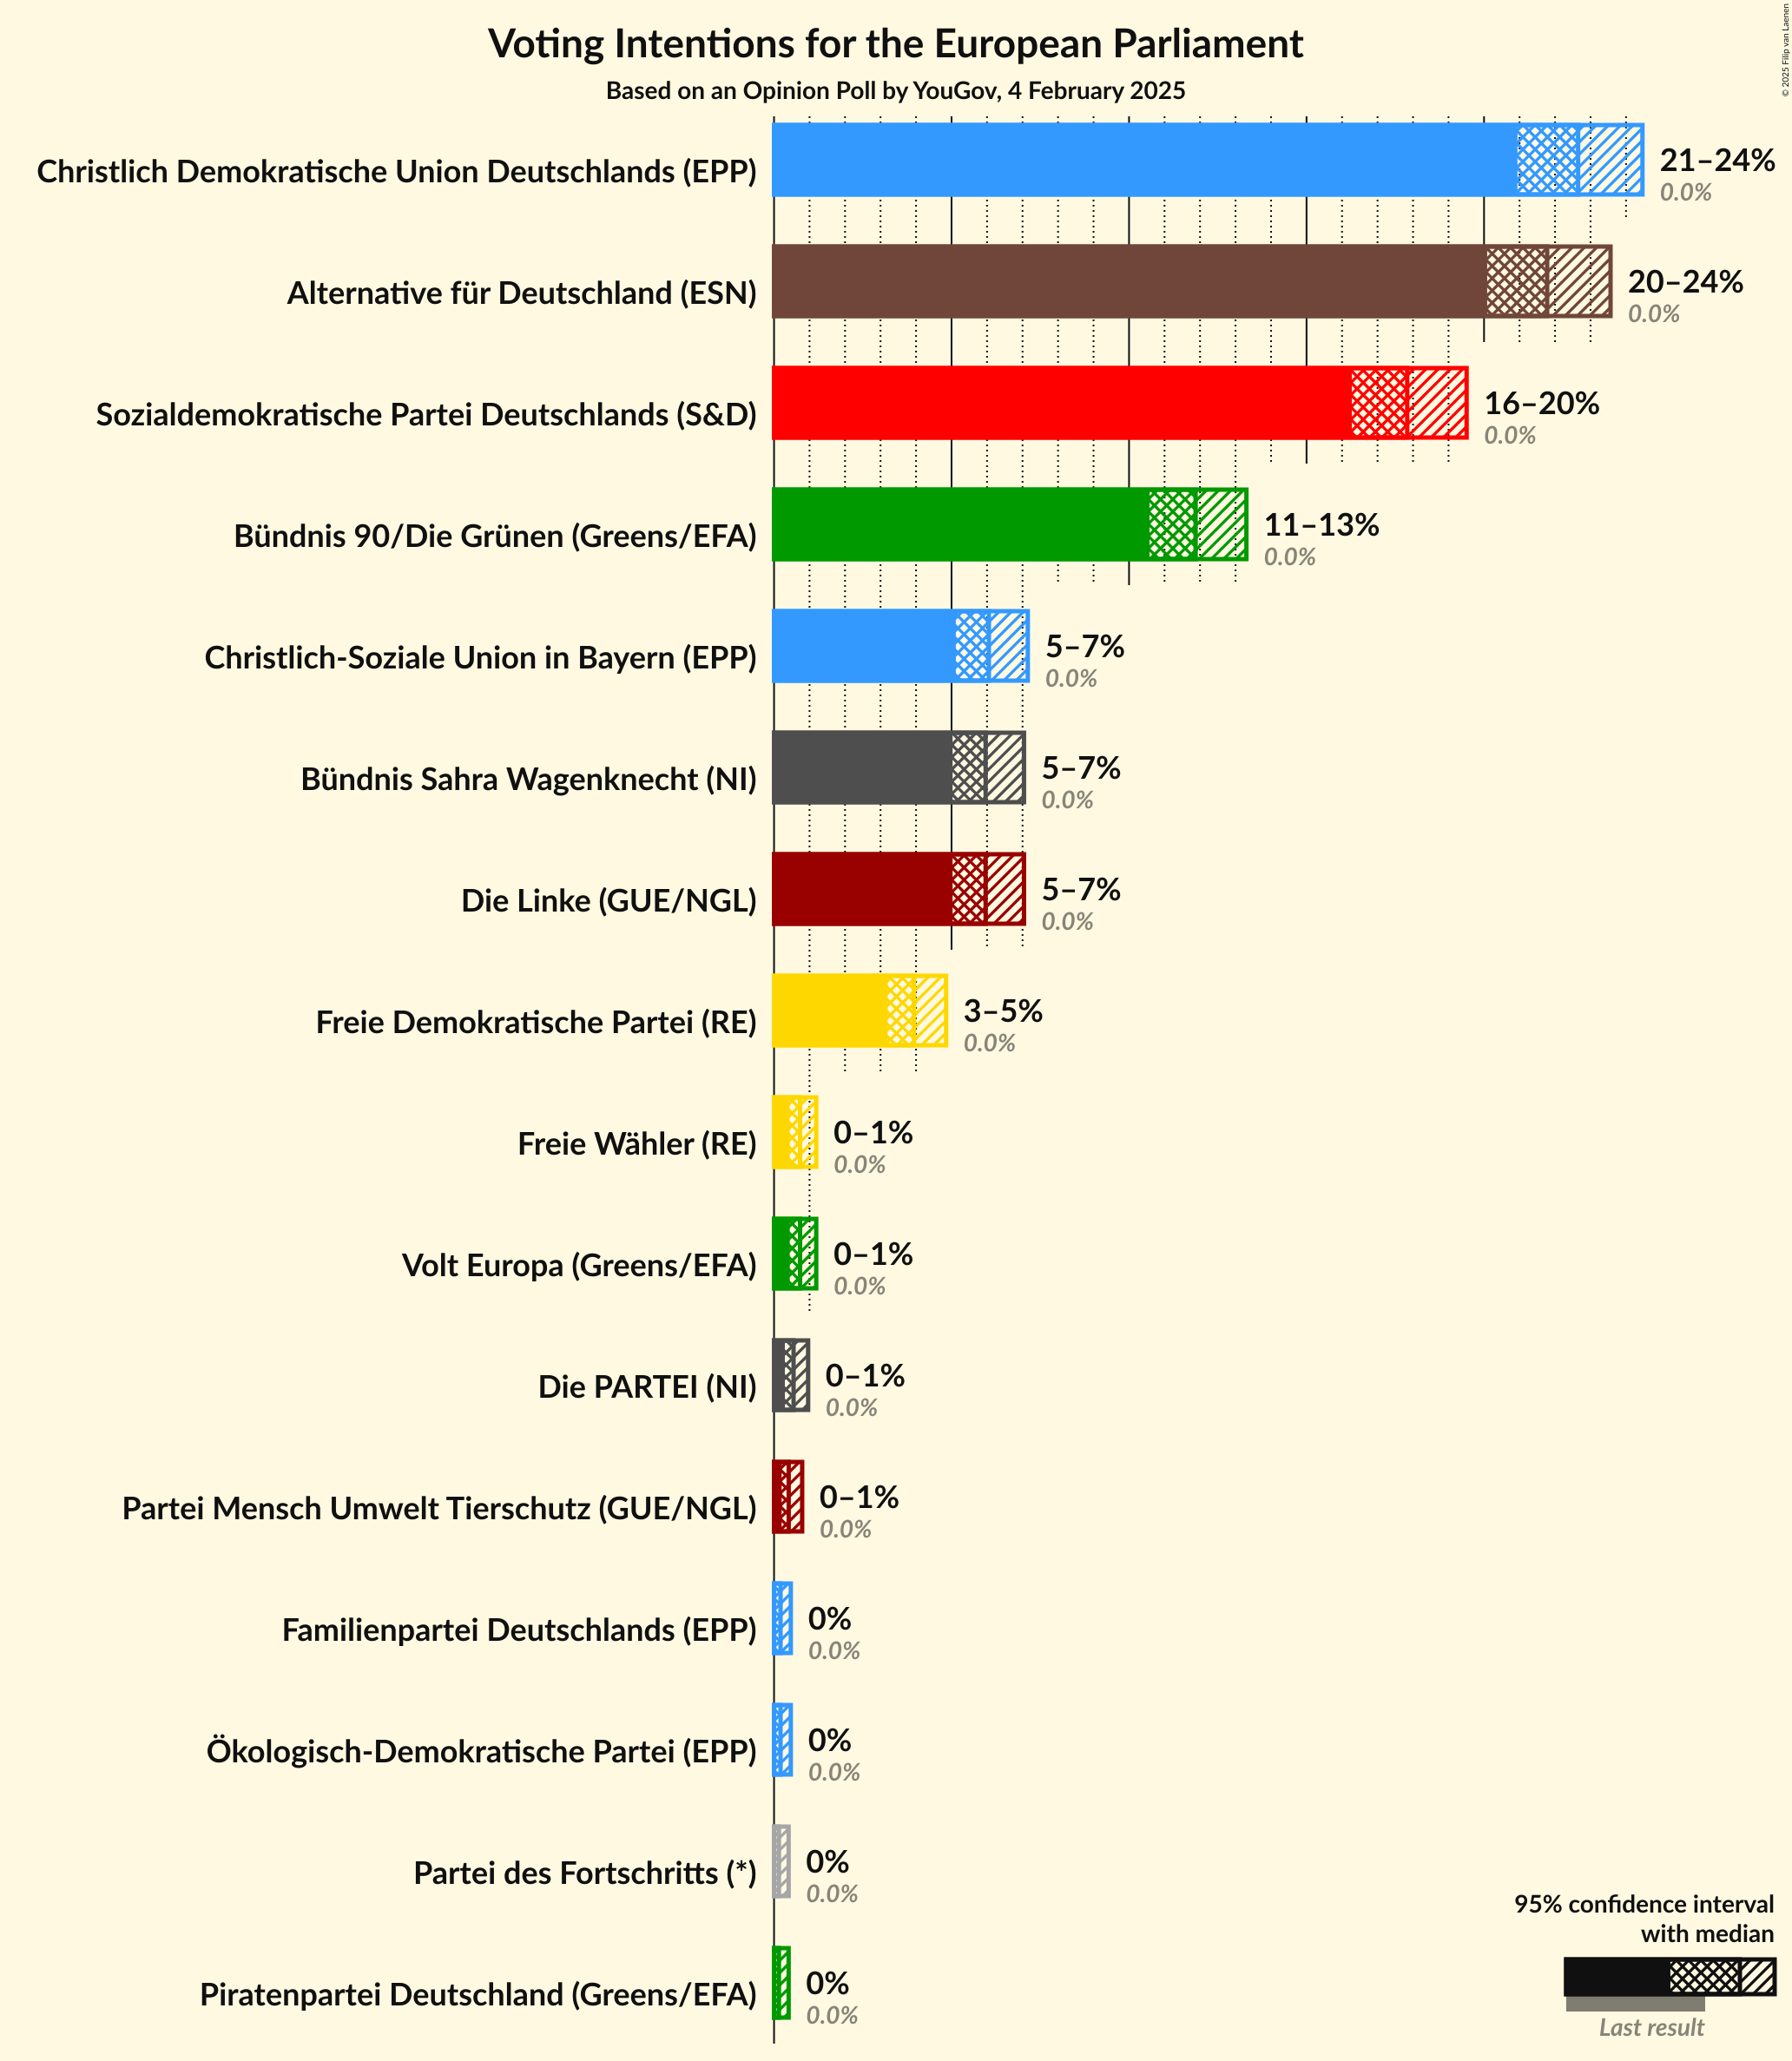 Voting Intentions for the European Parliament
Based on an Opinion Poll by YouGov, 4 February 2025
© 2025 Filip van Laenen
Christlich Demokratische Union Deutschlands (EPP)
21–24%
0.0%
Alternative für Deutschland (ESN)
20–24%
0.0%
Sozialdemokratische Partei Deutschlands (S&D)
16–20%
0.0%
Bündnis 90/Die Grünen (Greens/EFA)
11–13%
0.0%
Christlich-Soziale Union in Bayern (EPP)
5–7%
0.0%
Bündnis Sahra Wagenknecht (NI)
5–7%
0.0%
Die Linke (GUE/NGL)
5–7%
0.0%
Freie Demokratische Partei (RE)
3–5%
0.0%
Freie Wähler (RE)
0–1%
0.0%
Volt Europa (Greens/EFA)
0–1%
0.0%
Die PARTEI (NI)
0–1%
0.0%
Partei Mensch Umwelt Tierschutz (GUE/NGL)
0–1%
0.0%
Familienpartei Deutschlands (EPP)
0%
0.0%
Ökologisch-Demokratische Partei (EPP)
0%
0.0%
Partei des Fortschritts (*)
0%
0.0%
Piratenpartei Deutschland (Greens/EFA)
0%
0.0%
95% confidence interval
with median
Last result